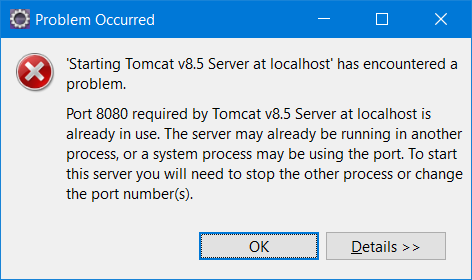 Problem Occurred
'Starting Tomcat v8.5 Server at localhost' has encountered a
problem.
Port 8080 required by Tomcat v8.5 Server at localhost is
already in use. The server may already be running in another
process, or a system process may be using the port. To start
this server you will need to stop the other process or change
the port number(s).
OK
Details >>